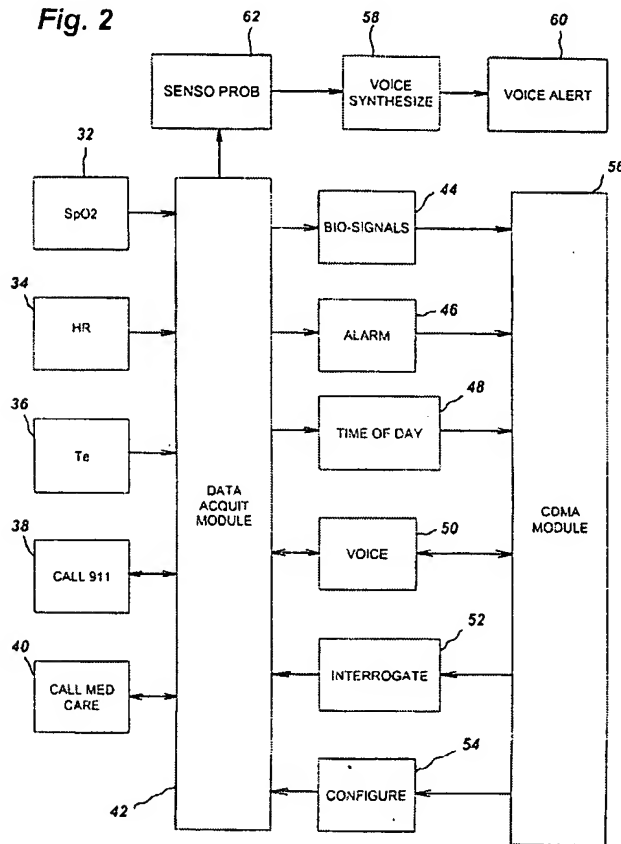 Fig. 2
62
58
60
SENSO PROB
VOICE
SYNTHESIZE
VOICE ALERT
32
56
SpO2
44
BIO-SIGNALS
34
HR
46
ALARM
36
48
Te
TIME OF DAY
DATA
ACQUIT
MODULE
CDMA
MODULE
38
50
CALL 911
VOICE
40
52
CALL MED
CARE
INTERROGATE
54
42
CONFIGURE